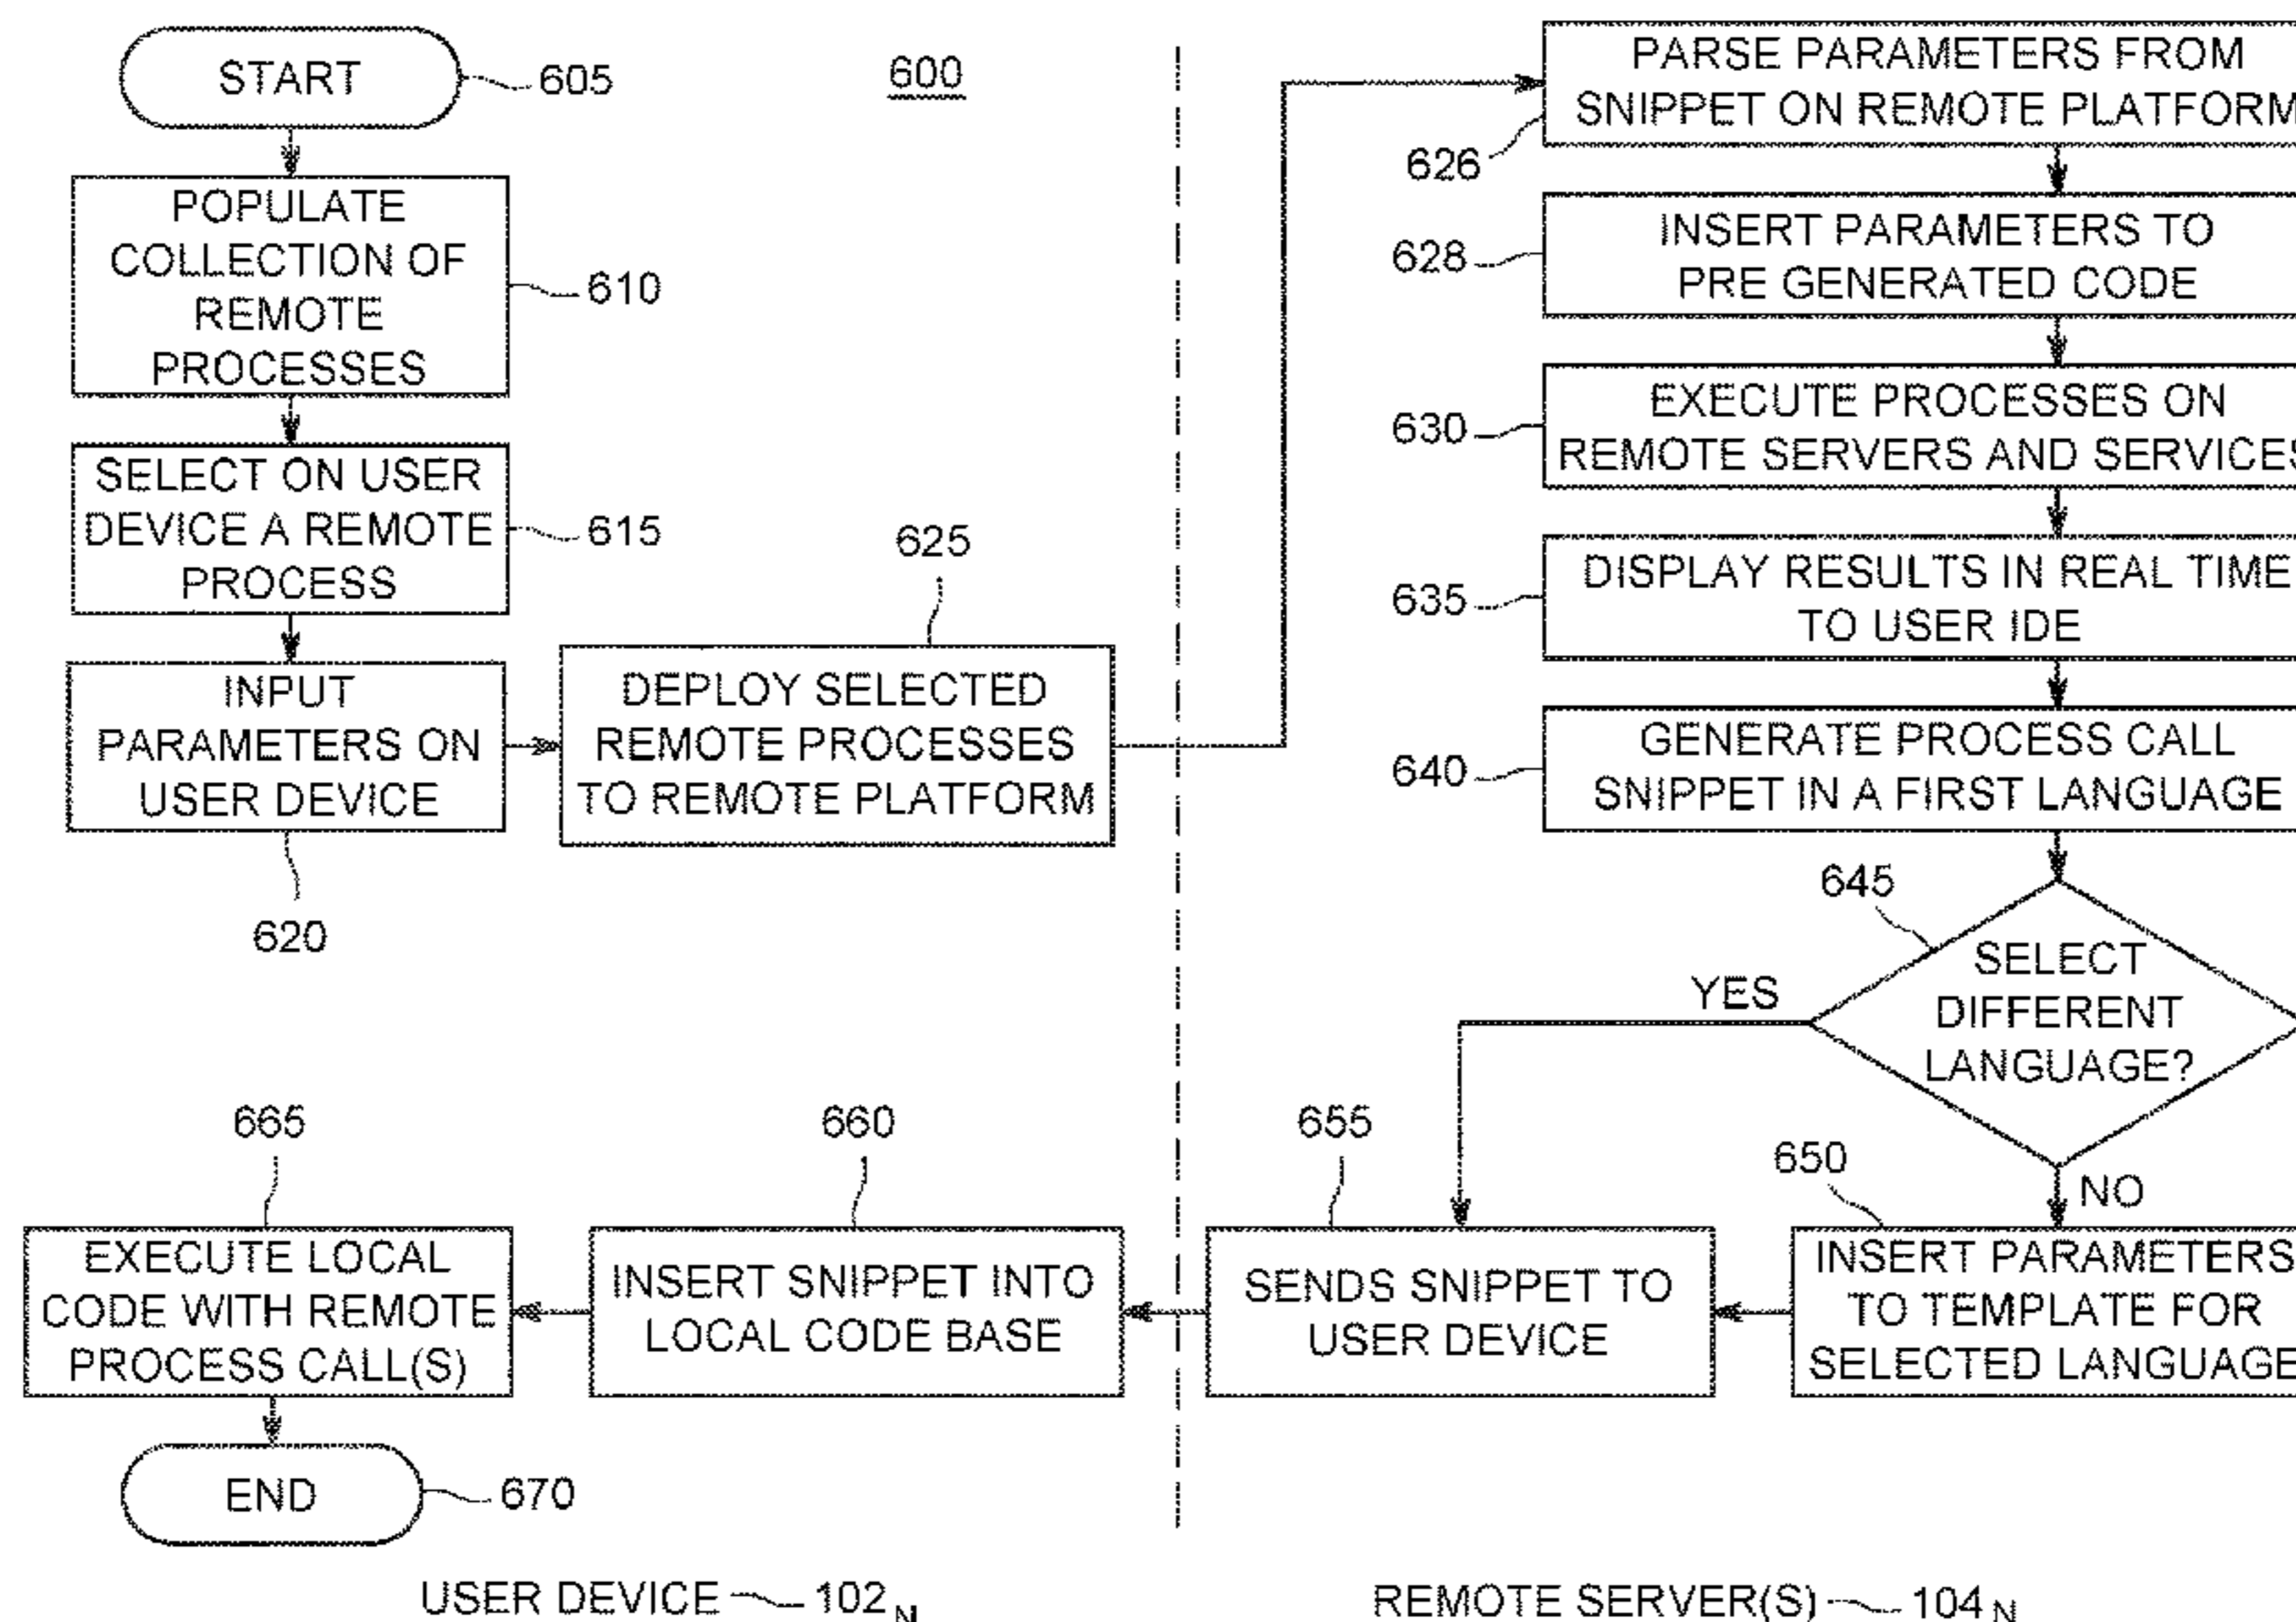 600
START
605
POPULATE
COLLECTION OF
REMOTE
PROCESSES
610
SELECT ON USER
DEVICE A REMOTE
PROCESS
615
INPUT
PARAMETERS ON
USER DEVICE
620
625
DEPLOY SELECTED
REMOTE PROCESSES
TO REMOTE PLATFORM
PARSE PARAMETERS FROM
SNIPPET ON REMOTE PLATFORM
626
INSERT PARAMETERS TO
PRE GENERATED CODE
628
EXECUTE PROCESSES ON
REMOTE SERVERS AND SERVICES
630
DISPLAY RESULTS IN REAL TIME
TO USER IDE
635
GENERATE PROCESS CALL
SNIPPET IN A FIRST LANGUAGE
640
645
SELECT
DIFFERENT
LANGUAGE?
YES
NO
650
INSERT PARAMETERS
TO TEMPLATE FOR
SELECTED LANGUAGE
655
SENDS SNIPPET TO
USER DEVICE
660
INSERT SNIPPET INTO
LOCAL CODE BASE
665
EXECUTE LOCAL
CODE WITH REMOTE
PROCESS CALL(S)
END
670
USER DEVICE 102 N
REMOTE SERVER(S) 104 N